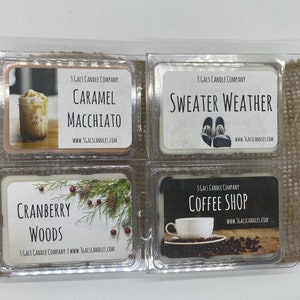 3 Gals Candle Company
Caramel
Macchiato
www.3galscandles.com
3 Gals Candle Company
Sweater Weather
www.3galscandles.com
Cranberry
Woods
3 Gals Candle Company | www.3galscandles.com
3 Gals Candle Company
Coffee SHOP
www.3galscandles.com